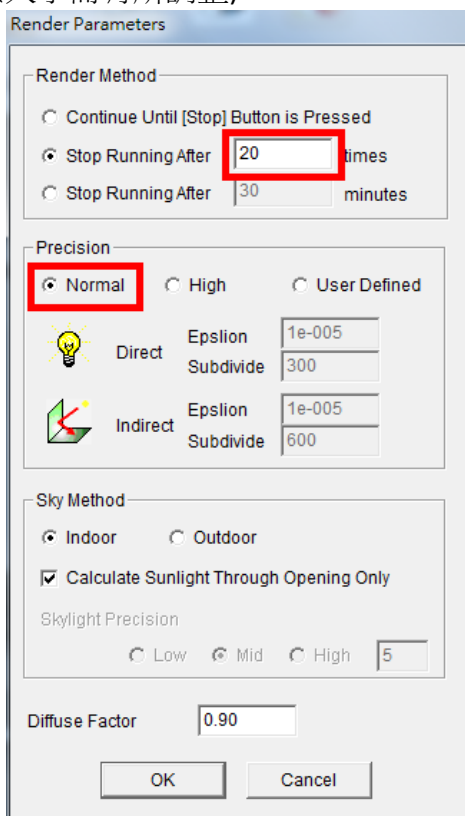 Render Parameters
Render Method
Continue Until [Stop] Button is Pressed
Stop Running After 20 times
Stop Running After 30 minutes
Precision
Normal High User Defined
Direct Epslion 1e-005
Subdivide 300
Indirect Epslion 1e-005
Subdivide 600
Sky Method
Indoor Outdoor
Calculate Sunlight Through Opening Only
Skylight Precision
Low Mid High 5
Diffuse Factor 0.90
OK Cancel